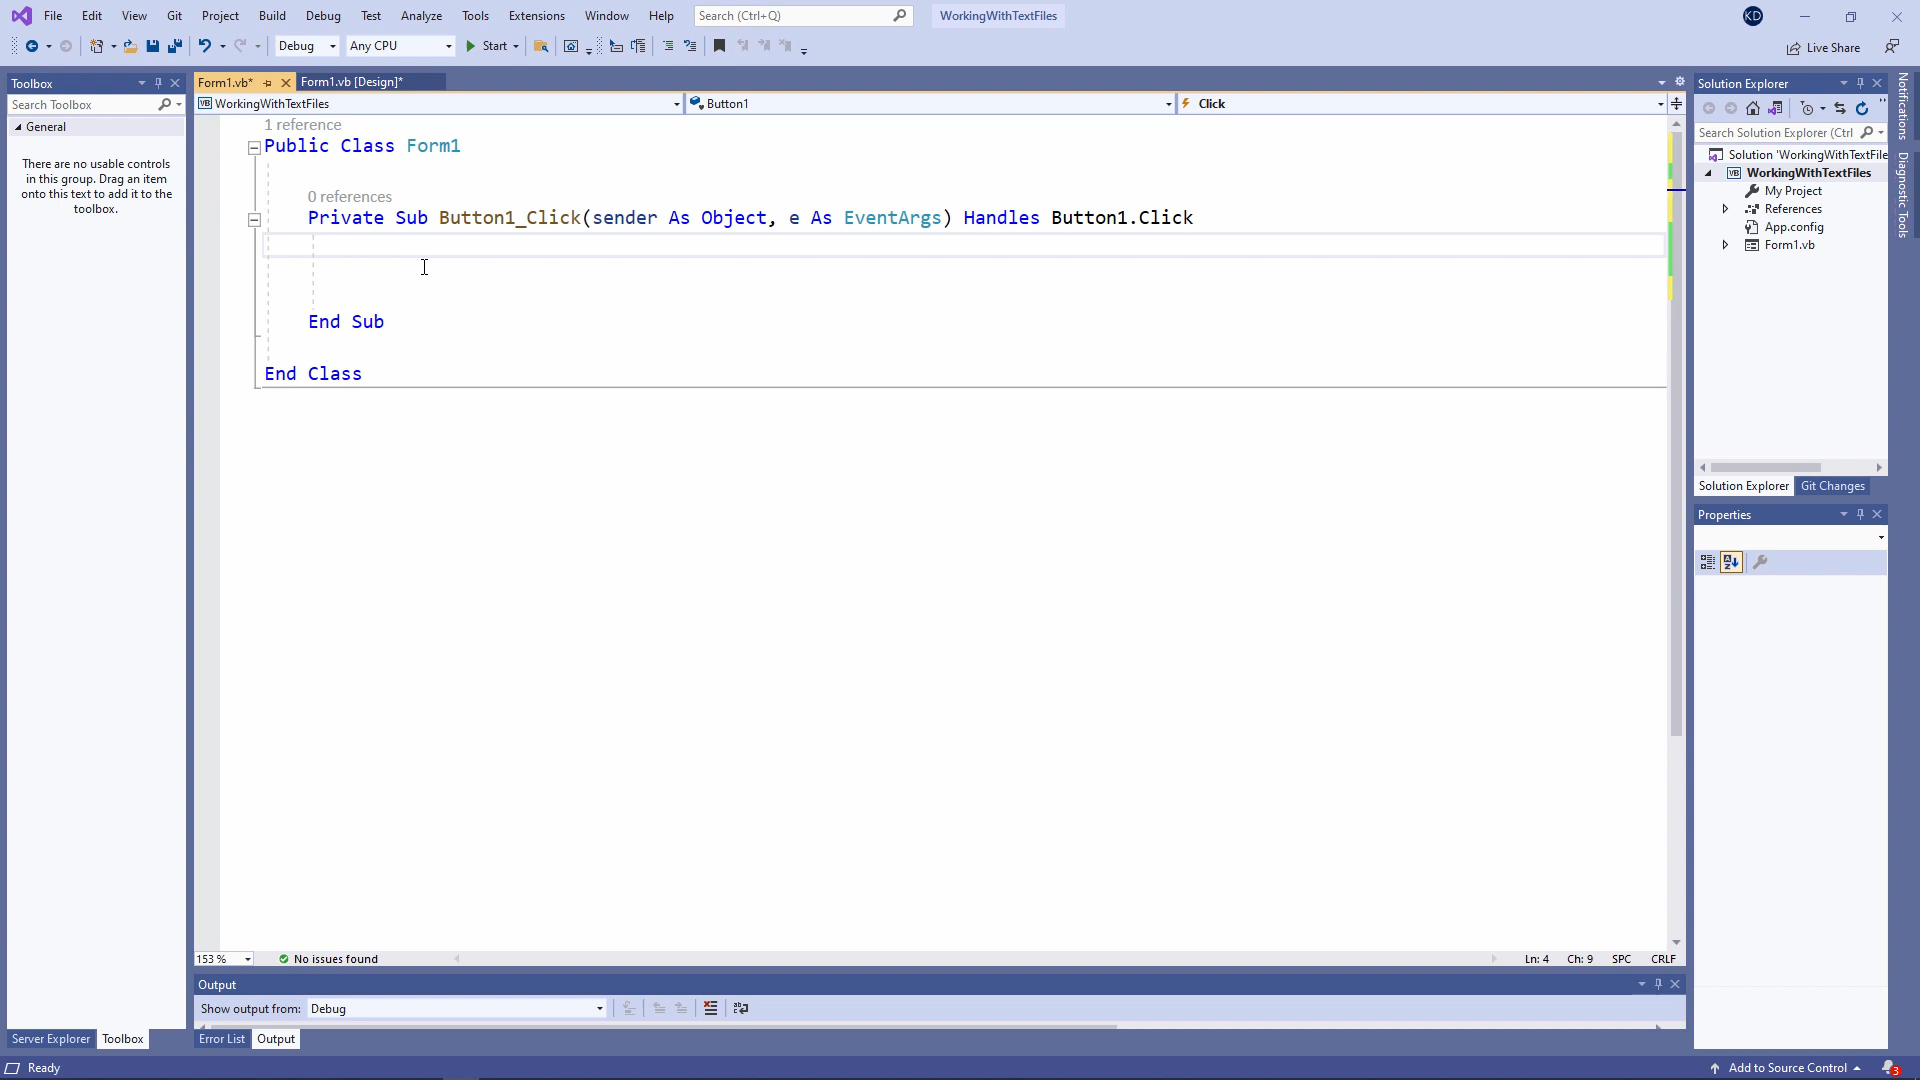 File Edit View Git Project Build Debug Test Analyze Tools Extensions Window Help Search (Ctrl+Q) WorkingWithTextFiles KD
Debug Any CPU Start Live Share
Toolbox
Search Toolbox
General
There are no usable controls
in this group. Drag an item
onto this text to add it to the
toolbox.
Server Explorer Toolbox
Form1.vb* Form1.vb [Design]*
WorkingWithTextFiles Button1 Click
1 reference
Public Class Form1
0 references
Private Sub Button1_Click(sender As Object, e As EventArgs) Handles Button1.Click
End Sub
End Class
153 % No issues found Ln: 4 Ch: 9 SPC CRLF
Output
Show output from: Debug
Error List Output
Solution Explorer
Search Solution Explorer (Ctrl
Solution 'WorkingWithTextFile
WorkingWithTextFiles
My Project
References
App.config
Form1.vb
Solution Explorer Git Changes
Properties
Notifications
Diagnostic Tools
Ready Add to Source Control 3